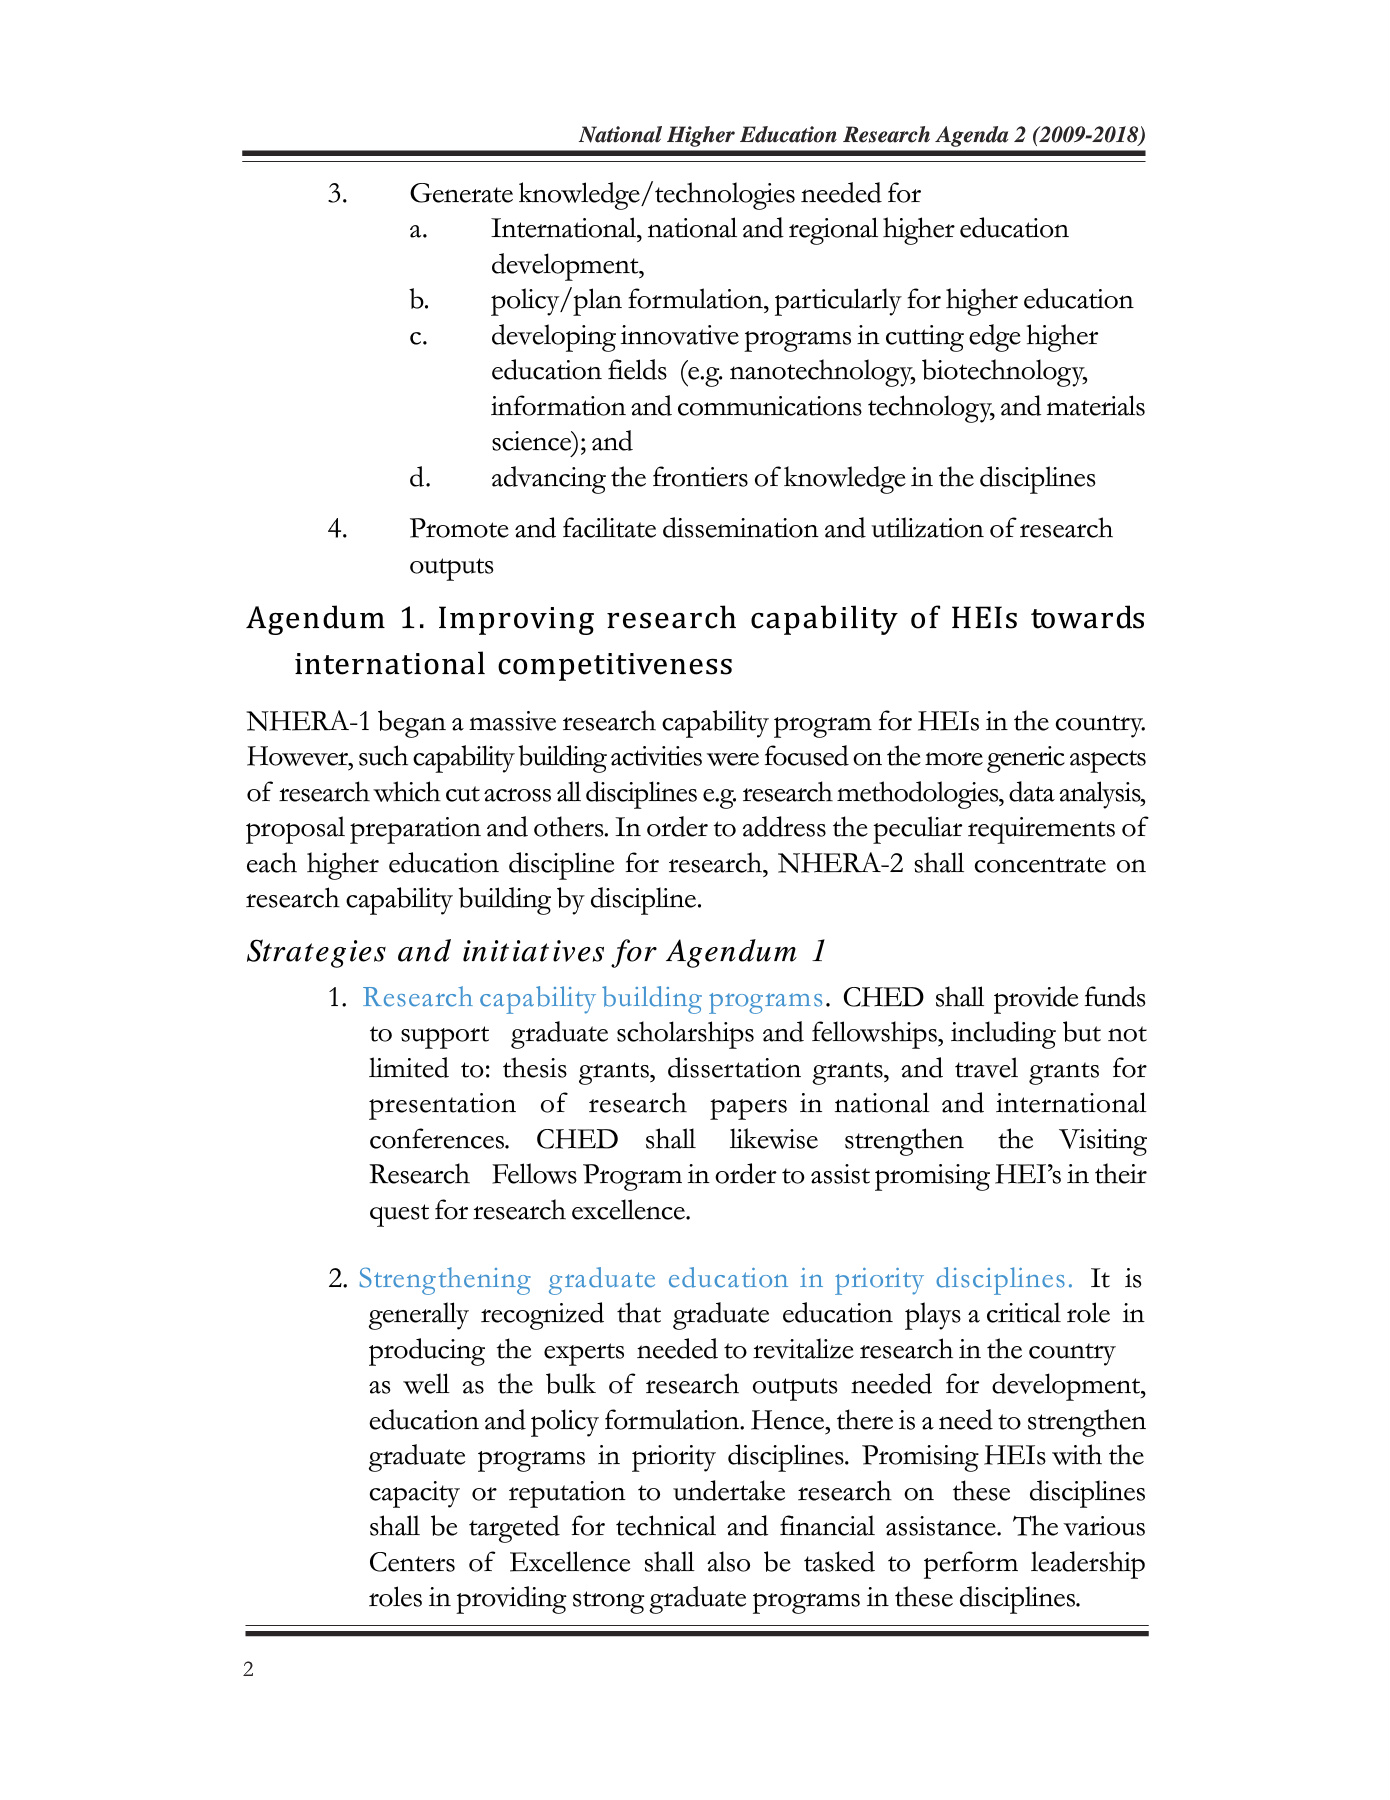 National Higher Education Research Agenda 2 (2009-2018)
3. Generate knowledge/technologies needed for
a. International, national and regional higher education
development,
b. policy/plan formulation, particularly for higher education
c. developing innovative programs in cutting edge higher
education fields (e.g. nanotechnology, biotechnology,
information and communications technology, and materials
science); and
d. advancing the frontiers of knowledge in the disciplines
4. Promote and facilitate dissemination and utilization of research
outputs
Agendum 1. Improving research capability of HEIs towards
international competitiveness
NHERA-1 began a massive research capability program for HEIs in the country.
However, such capability building activities were focused on the more generic aspects
of research which cut across all disciplines e.g. research methodologies, data analysis,
proposal preparation and others. In order to address the peculiar requirements of
each higher education discipline for research, NHERA-2 shall concentrate on
research capability building by discipline.
Strategies and initiatives for Agendum 1
1. Research capability building programs. CHED shall provide funds
to support graduate scholarships and fellowships, including but not
limited to: thesis grants, dissertation grants, and travel grants for
presentation of research papers in national and international
conferences. CHED shall likewise strengthen the Visiting
Research Fellows Program in order to assist promising HEI's in their
quest for research excellence.
2. Strengthening graduate education in priority disciplines. It is
generally recognized that graduate education plays a critical role in
producing the experts needed to revitalize research in the country
as well as the bulk of research outputs needed for development,
education and policy formulation. Hence, there is a need to strengthen
graduate programs in priority disciplines. Promising HEIs with the
capacity or reputation to undertake research on these disciplines
shall be targeted for technical and financial assistance. The various
Centers of Excellence shall also be tasked to perform leadership
roles in providing strong graduate programs in these disciplines.
2